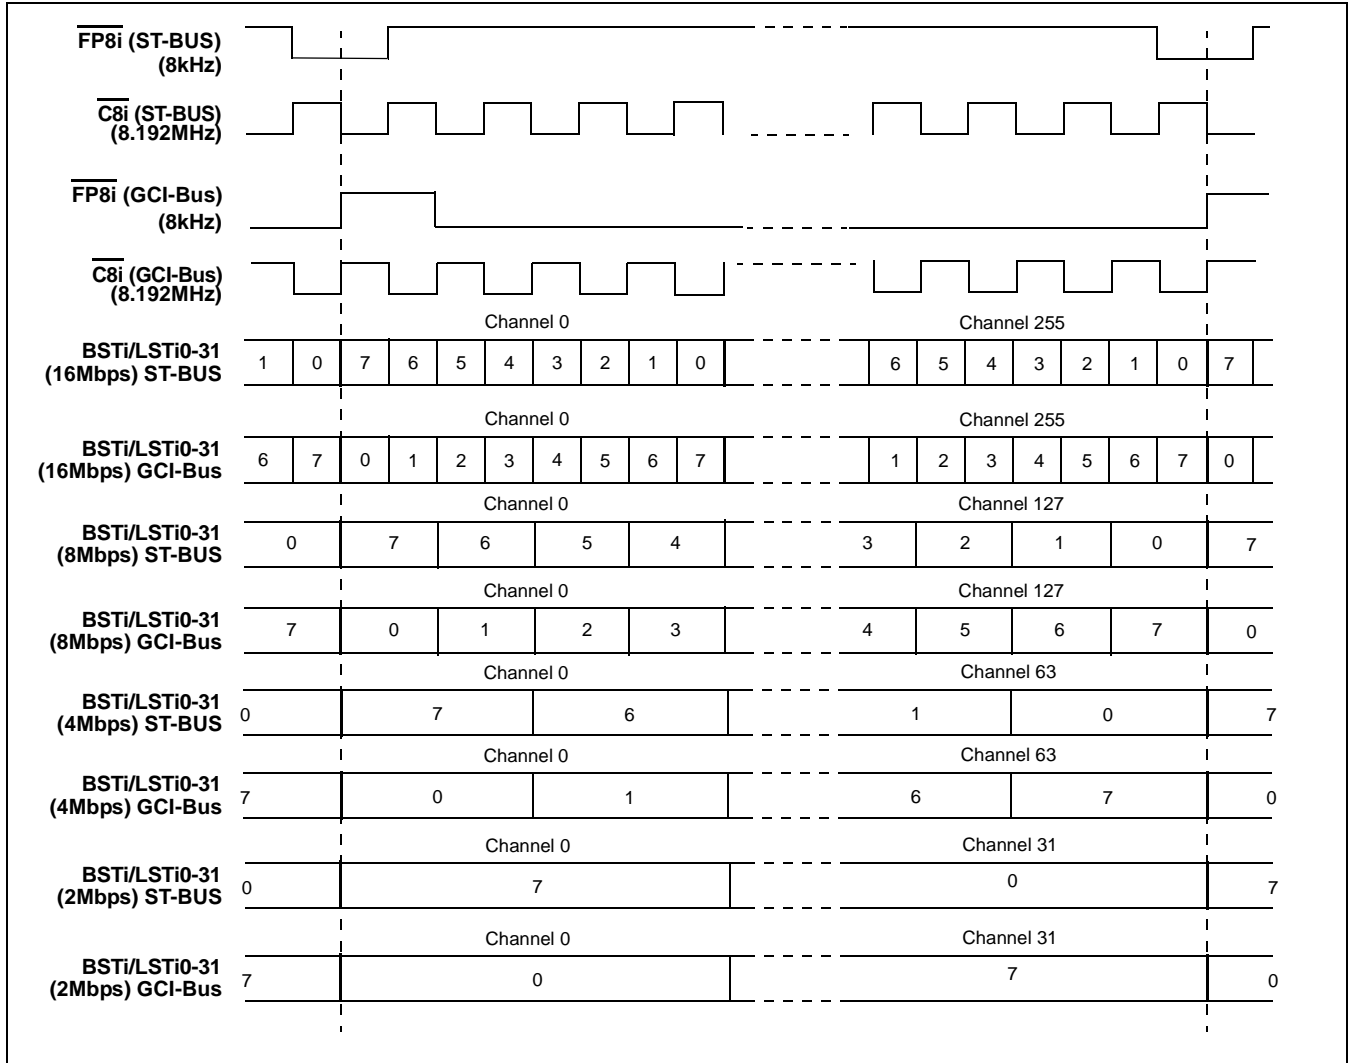 FP8i (ST-BUS)
(8kHz)
C8i (ST-BUS)
(8.192MHz)
FP8i (GCI-Bus)
(8kHz)
C8i (GCI-Bus)
(8.192MHz)
Channel 0 Channel 255
BSTi/LSTi0-31
(16Mbps) ST-BUS
1 0 7 6 5 4 3 2 1 0 6 5 4 3 2 1 0 7
Channel 0 Channel 255
BSTi/LSTi0-31
(16Mbps) GCI-Bus
6 7 0 1 2 3 4 5 6 7 1 2 3 4 5 6 7 0
Channel 0 Channel 127
BSTi/LSTi0-31
(8Mbps) ST-BUS
0 7 6 5 4 3 2 1 0 7
Channel 0 Channel 127
BSTi/LSTi0-31
(8Mbps) GCI-Bus
7 0 1 2 3 4 5 6 7 0
Channel 0 Channel 63
BSTi/LSTi0-31
(4Mbps) ST-BUS
0 7 6 1 0 7
Channel 0 Channel 63
BSTi/LSTi0-31
(4Mbps) GCI-Bus
7 0 1 6 7 0
Channel 0 Channel 31
BSTi/LSTi0-31
(2Mbps) ST-BUS
0 7 0 7
Channel 0 Channel 31
BSTi/LSTi0-31
(2Mbps) GCI-Bus
7 0 7 0